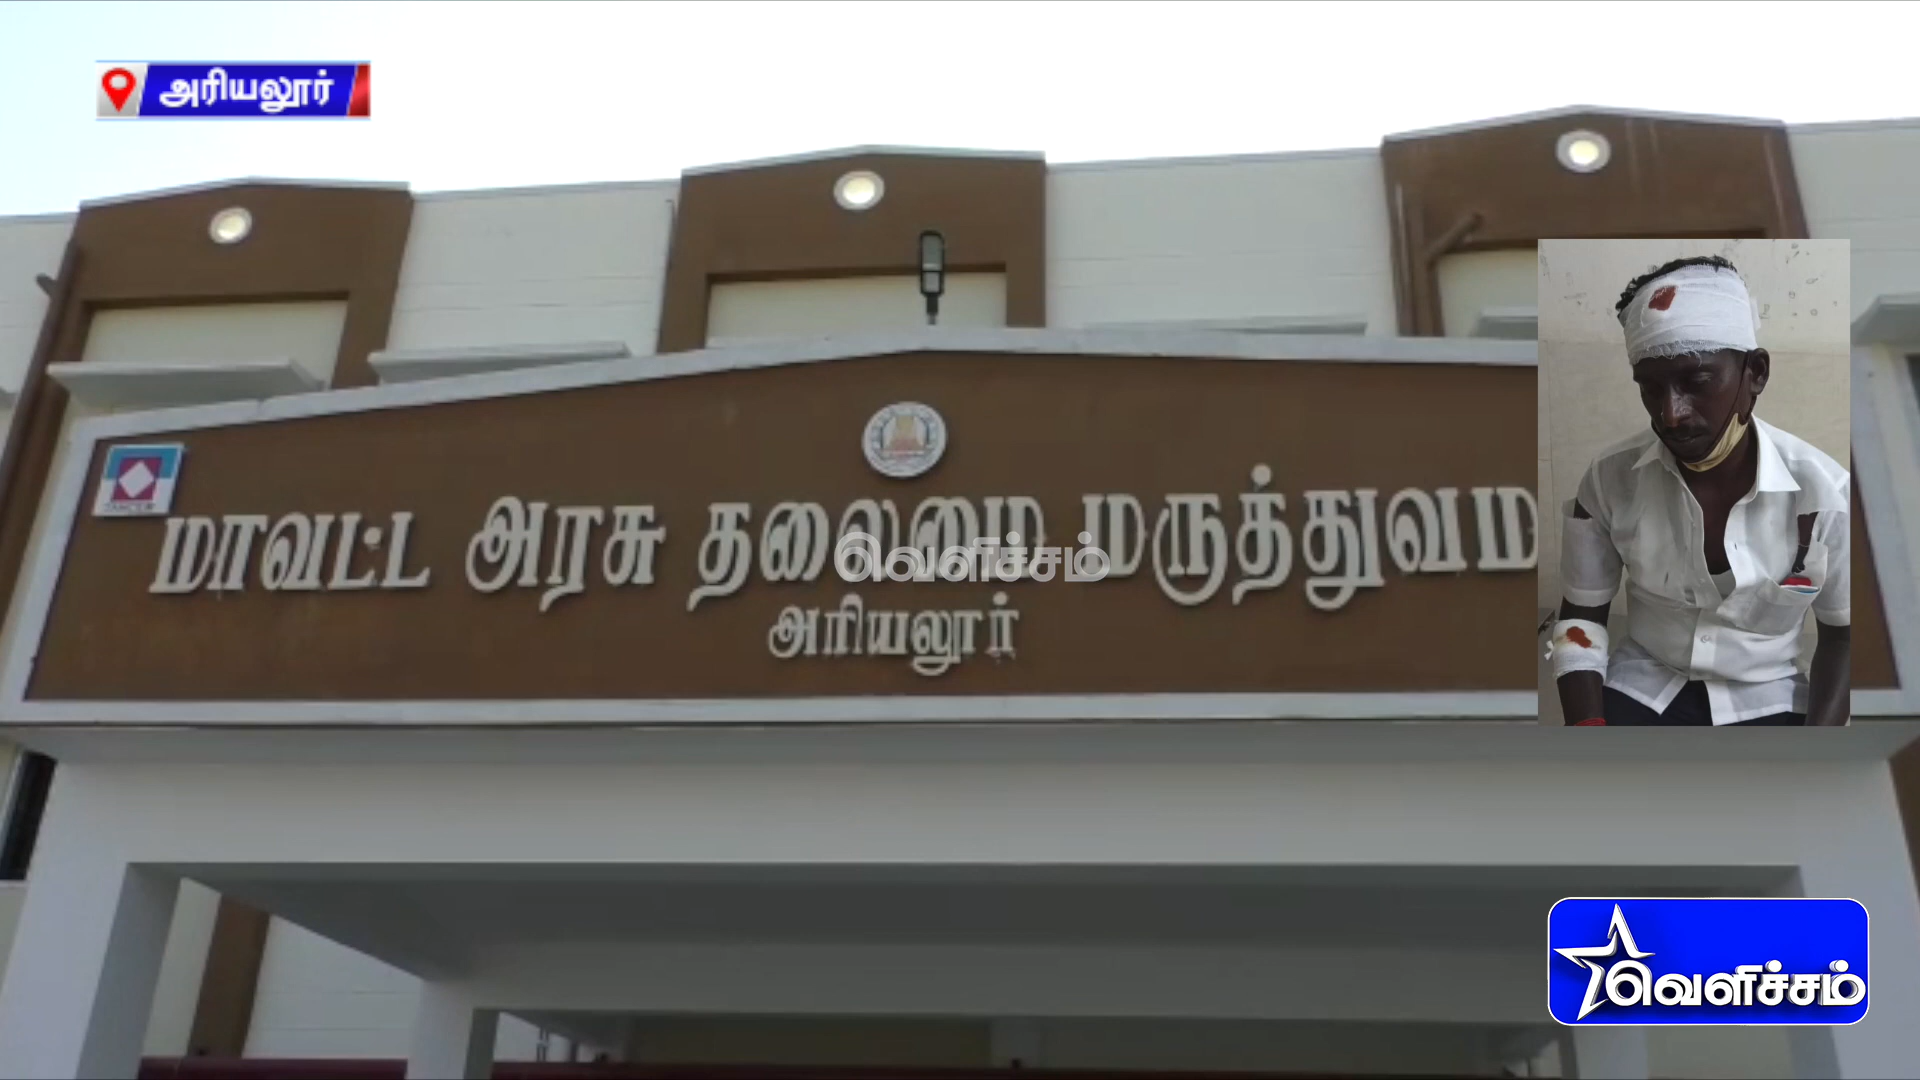 அரியலூர்
மாவட்ட அரசு தலைமை மருத்துவம
அரியலூர்
வெளிச்சம்
வெளிச்சம்